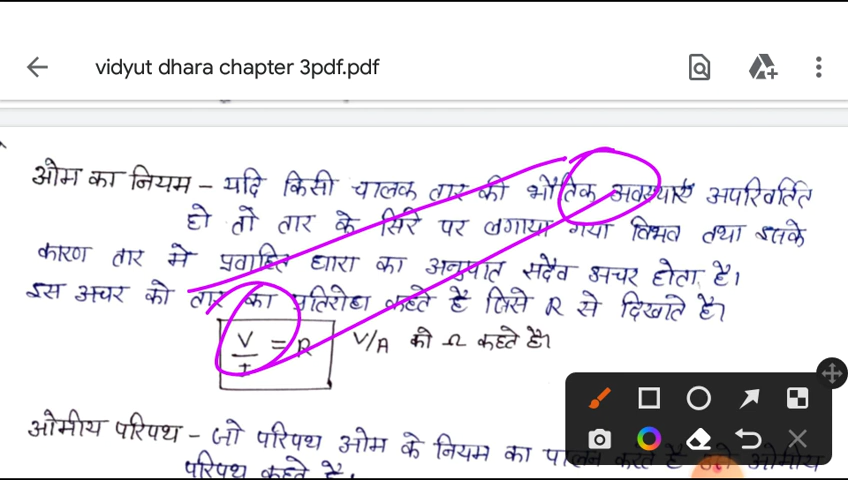 vidyut dhara chapter 3pdf.pdf
ओम का नियम - यदि किसी चालक तार की भौतिक अवस्थाएं अपरिवर्तित
हो तो तार के सिरे पर लगाया गया विभव तथा इसके
कारण तार मे प्रवाहित धारा का अनुपात सदैव अचर होता है।
इस अचर को तार का प्रतिरोध कहते है जिसे R से दिखाते है।
V/I = R V/A को Ω कहते है।
ओमीय परिपथ - जो परिपथ ओम के नियम का पालन करते है उसे ओमीय
परिपथ कहते है।